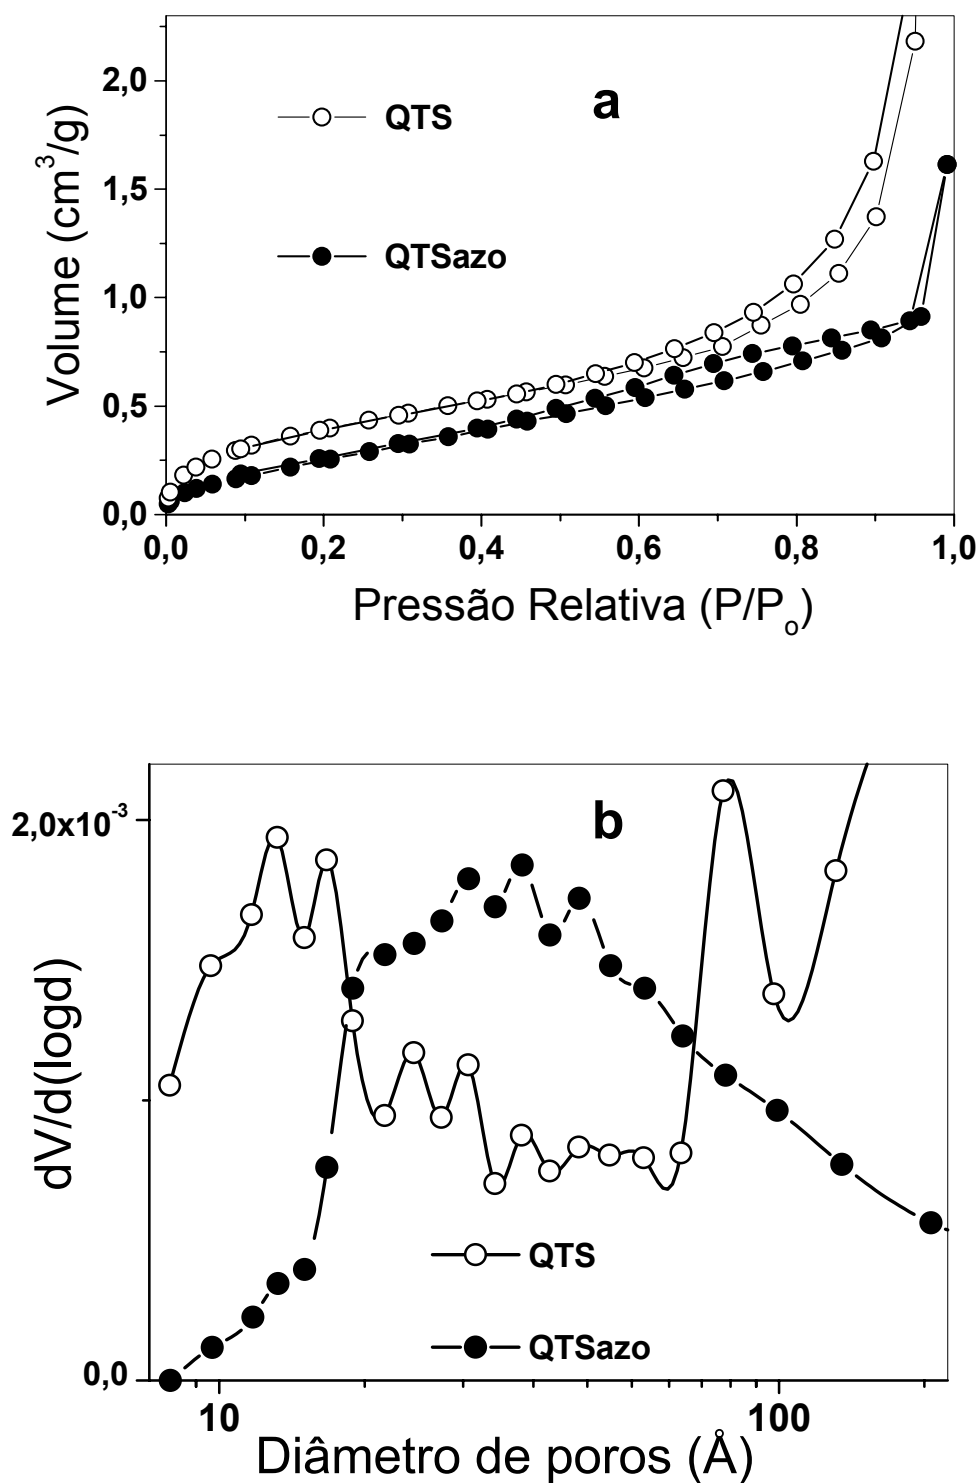 a
QTS
QTSazo
Volume (cm³/g)
2,0
1,5
1,0
0,5
0,0
0,0 0,2 0,4 0,6 0,8 1,0
Pressão Relativa (P/Pₒ)
b
2,0x10⁻³
dV/d(logd)
QTS
QTSazo
0,0
10 100
Diâmetro de poros (Å)